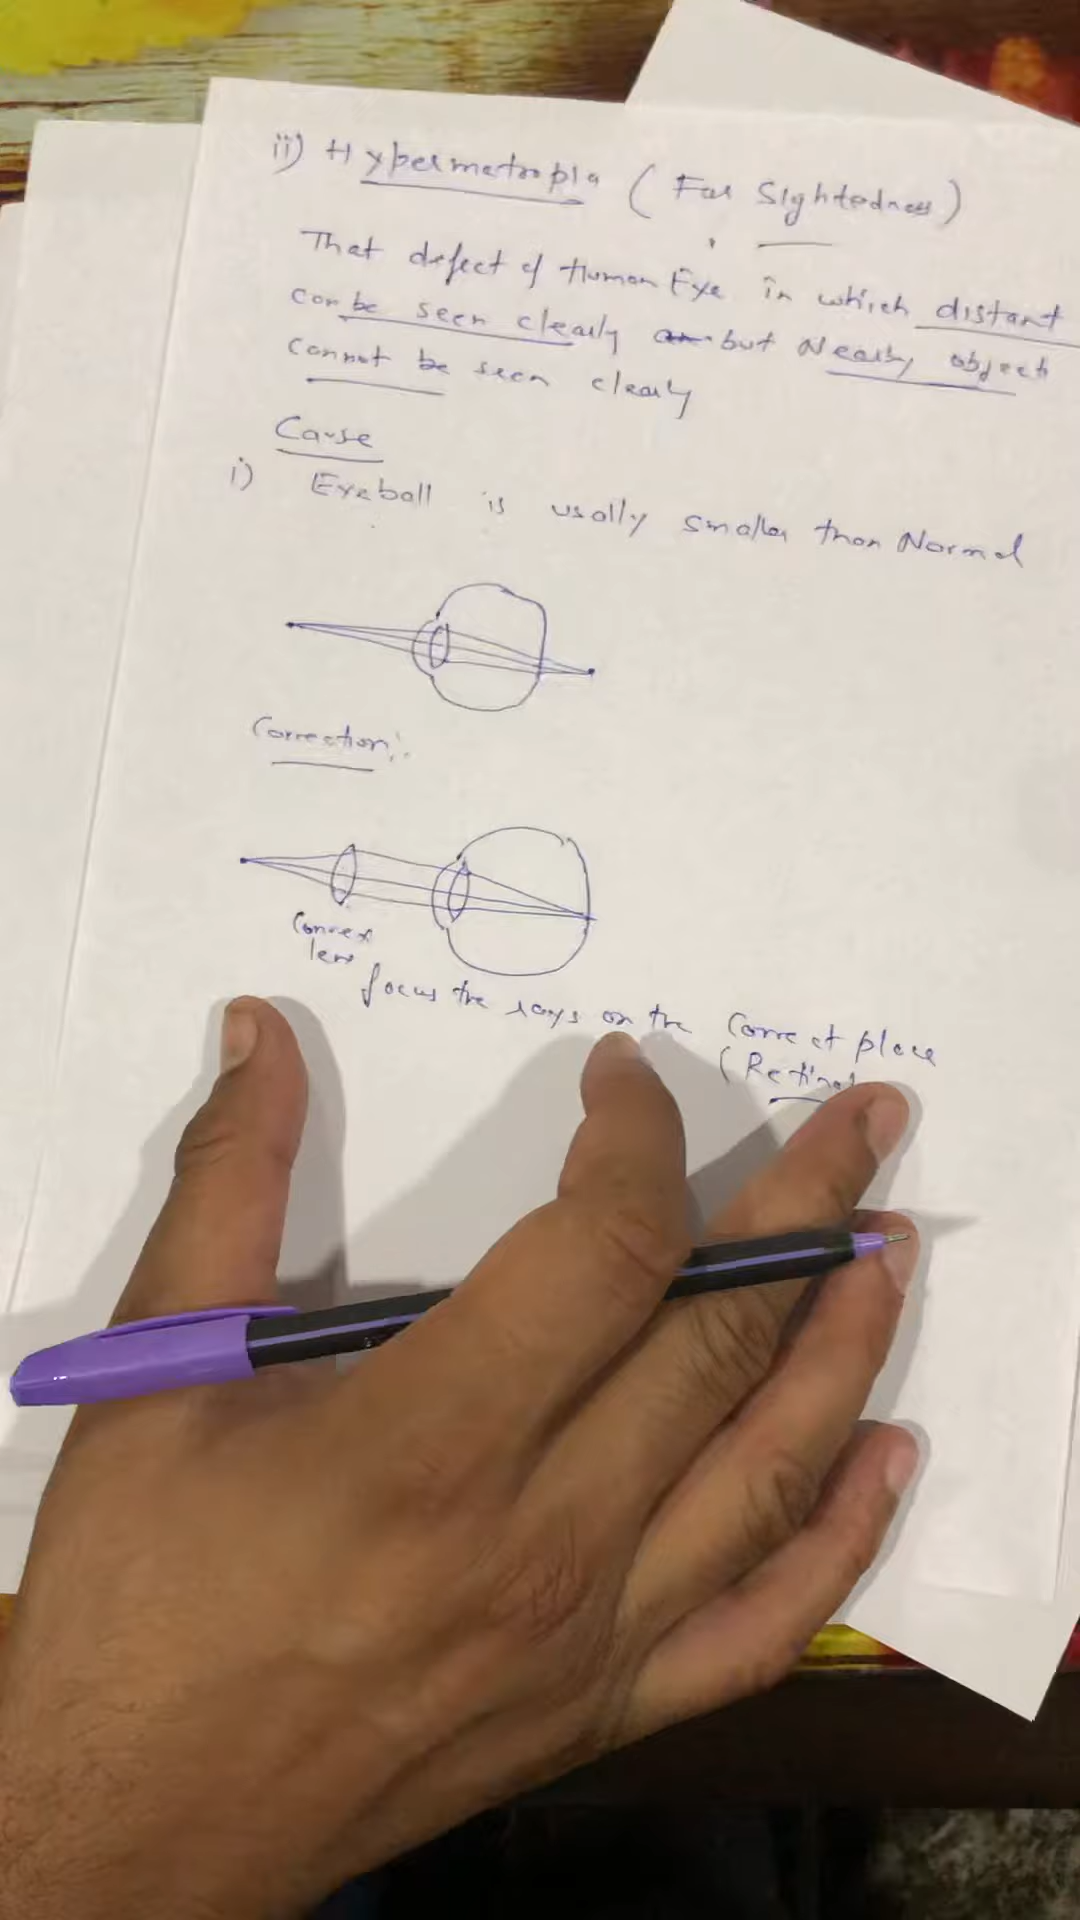 ii) Hypermetropia (Far Sightedness)
That defect of Human Eye in which distant
can be seen clearly but Nearby objects
cannot be seen clearly
Cause
i) Eyeball is usally smaller than Normal
Correction:
Convex
lens
focus the rays on the Correct place
(Retina)